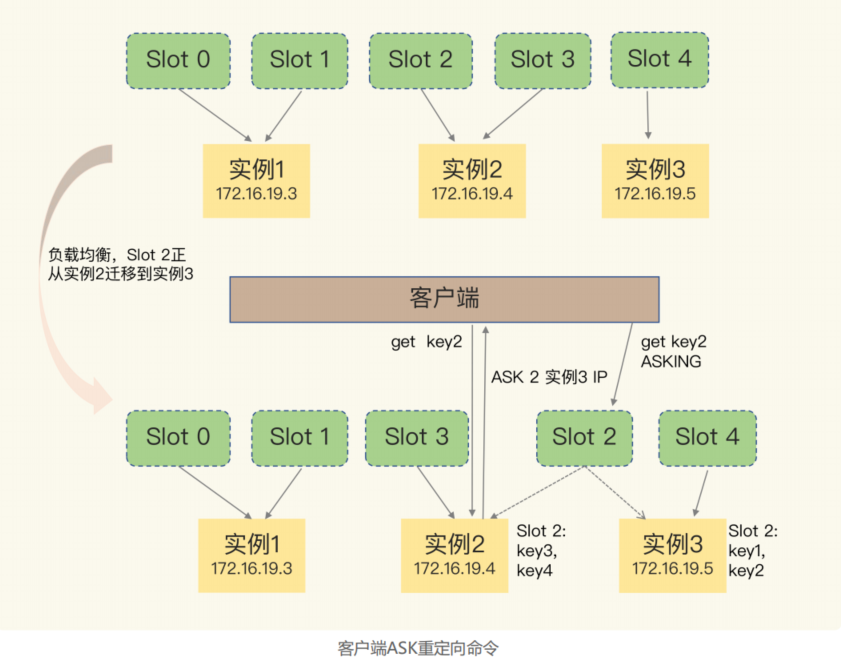 Slot 0
Slot 1
Slot 2
Slot 3
Slot 4
实例1
172.16.19.3
实例2
172.16.19.4
实例3
172.16.19.5
负载均衡，Slot 2正
从实例2迁移到实例3
客户端
get key2
ASK 2 实例3 IP
get key2
ASKING
Slot 0
Slot 1
Slot 3
Slot 2
Slot 4
实例1
172.16.19.3
实例2
172.16.19.4
Slot 2:
key3,
key4
实例3
172.16.19.5
Slot 2:
key1,
key2
客户端ASK重定向命令